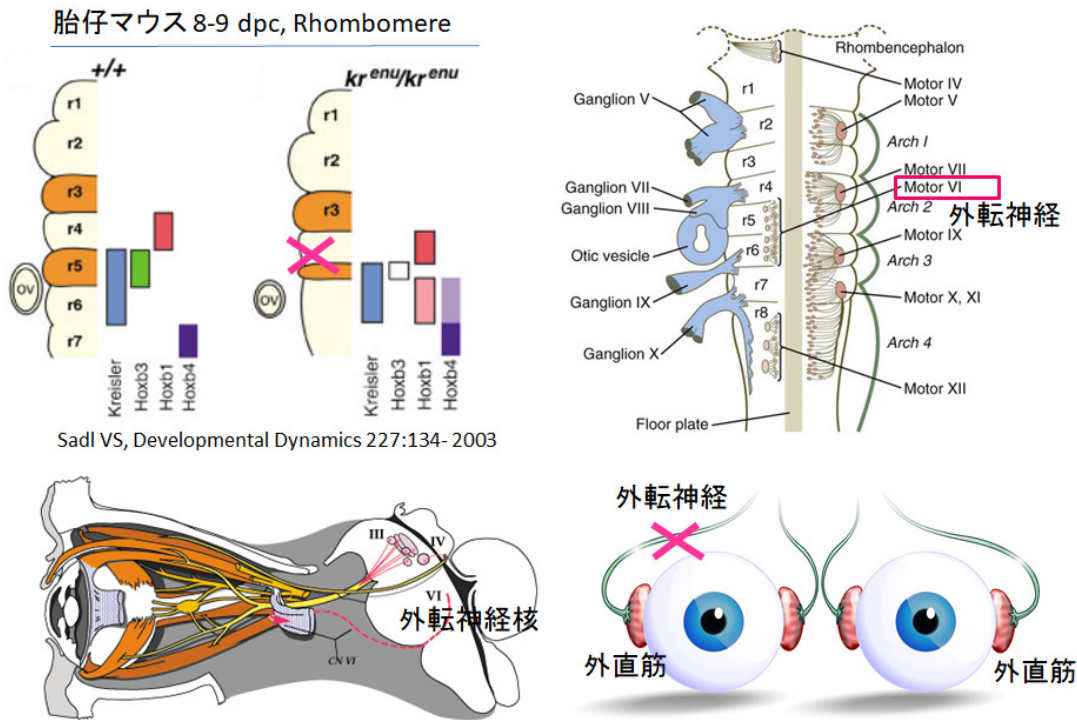 胎仔マウス 8-9 dpc, Rhombomere
+/+
kr enu/kr enu
r1
r2
r3
r4
r5
r6
r7
OV
Kreisler
Hoxb3
Hoxb1
Hoxb4
r1
r2
r3
OV
Kreisler
Hoxb3
Hoxb1
Hoxb4
Sadl VS, Developmental Dynamics 227:134- 2003
Rhombencephalon
Ganglion V
Ganglion VII
Ganglion VIII
Otic vesicle
Ganglion IX
Ganglion X
Floor plate
r1
r2
r3
r4
r5
r6
r7
r8
Motor IV
Motor V
Arch I
Motor VII
Motor VI
Arch 2
外転神経
Motor IX
Arch 3
Motor X, XI
Arch 4
Motor XII
III
IV
VI
外転神経核
CN VI
外転神経
外直筋
外直筋